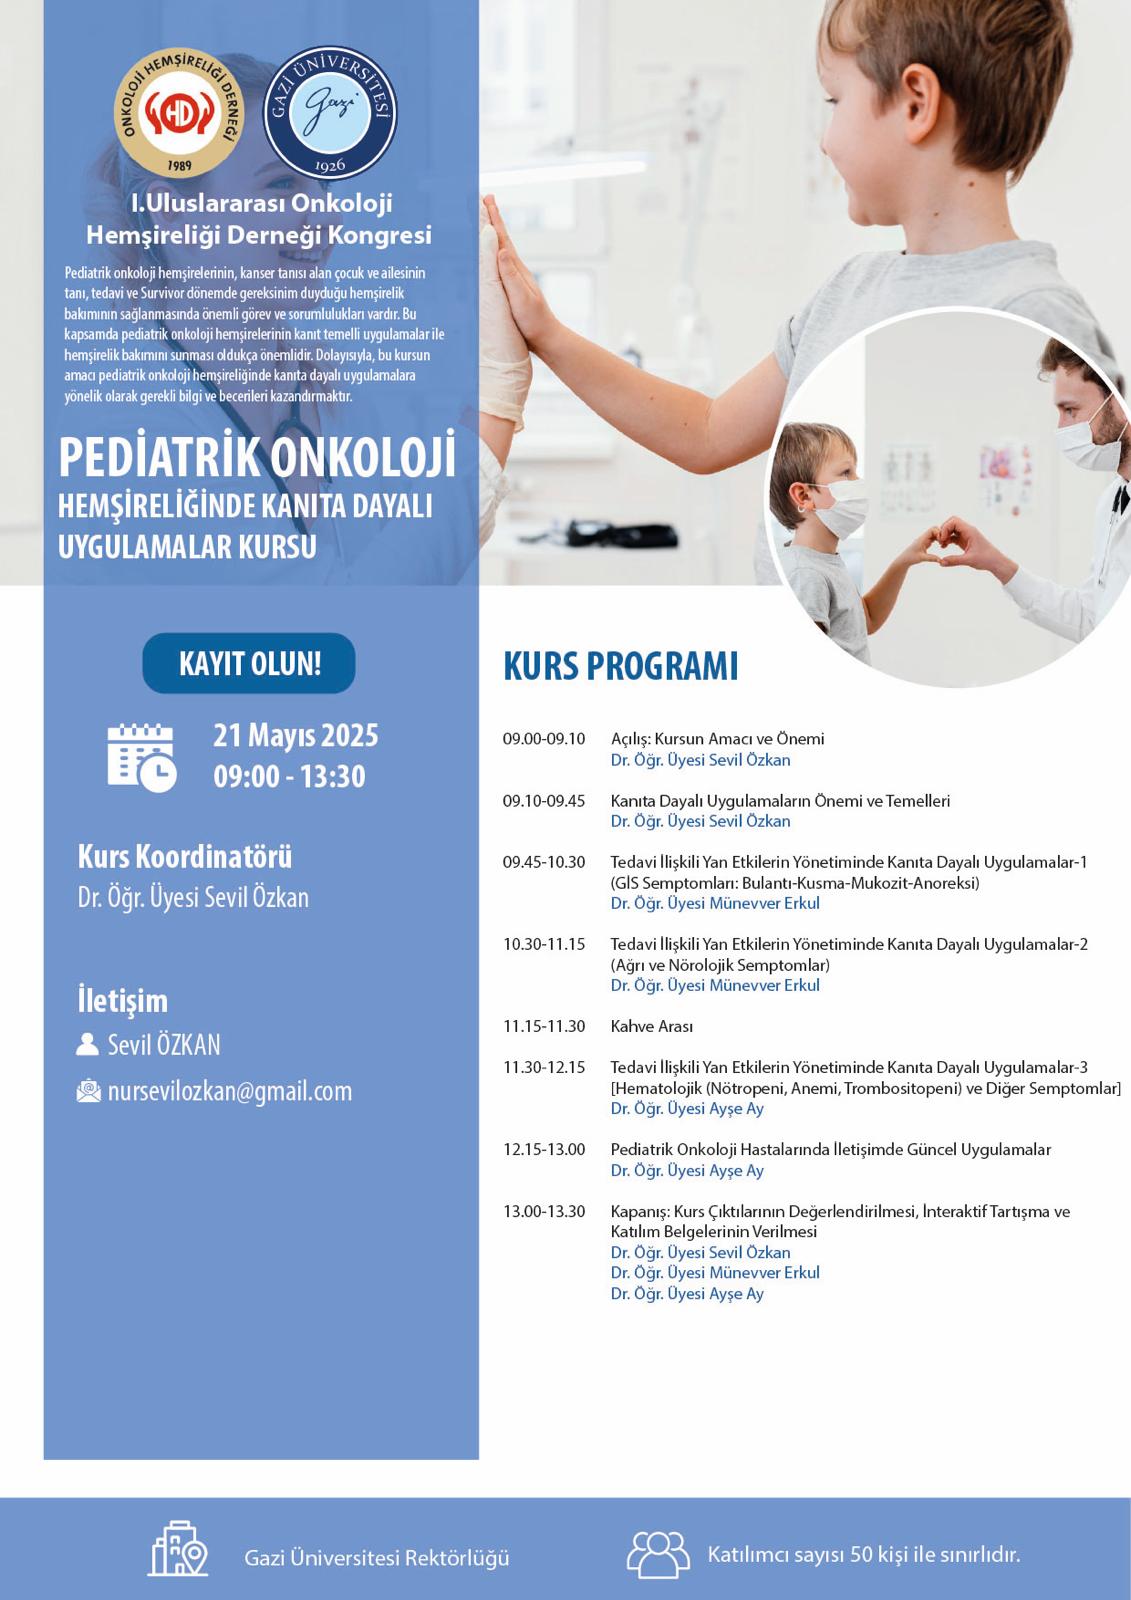 ONKOLOJİ HEMŞİRELİĞİ DERNEĞİ
HD
1989
GAZİ ÜNİVERSİTESİ
Gazi
1926
I.Uluslararası Onkoloji
Hemşireliği Derneği Kongresi
Pediatrik onkoloji hemşirelerinin, kanser tanısı alan çocuk ve ailesinin
tanı, tedavi ve Survivor dönemde gereksinim duyduğu hemşirelik
bakımının sağlanmasında önemli görev ve sorumlulukları vardır. Bu
kapsamda pediatrik onkoloji hemşirelerinin kanıt temelli uygulamalar ile
hemşirelik bakımını sunması oldukça önemlidir. Dolayısıyla, bu kursun
amacı pediatrik onkoloji hemşireliğinde kanıta dayalı uygulamalara
yönelik olarak gerekli bilgi ve becerileri kazandırmaktır.
PEDİATRİK ONKOLOJİ
HEMŞİRELİĞİNDE KANITA DAYALI
UYGULAMALAR KURSU
KAYIT OLUN!
21 Mayıs 2025
09:00 - 13:30
Kurs Koordinatörü
Dr. Öğr. Üyesi Sevil Özkan
İletişim
Sevil ÖZKAN
nursevilozkan@gmail.com
KURS PROGRAMI
09.00-09.10 Açılış: Kursun Amacı ve Önemi
Dr. Öğr. Üyesi Sevil Özkan
09.10-09.45 Kanıta Dayalı Uygulamaların Önemi ve Temelleri
Dr. Öğr. Üyesi Sevil Özkan
09.45-10.30 Tedavi İlişkili Yan Etkilerin Yönetiminde Kanıta Dayalı Uygulamalar-1
(GİS Semptomları: Bulantı-Kusma-Mukozit-Anoreksi)
Dr. Öğr. Üyesi Münevver Erkul
10.30-11.15 Tedavi İlişkili Yan Etkilerin Yönetiminde Kanıta Dayalı Uygulamalar-2
(Ağrı ve Nörolojik Semptomlar)
Dr. Öğr. Üyesi Münevver Erkul
11.15-11.30 Kahve Arası
11.30-12.15 Tedavi İlişkili Yan Etkilerin Yönetiminde Kanıta Dayalı Uygulamalar-3
[Hematolojik (Nötropeni, Anemi, Trombositopeni) ve Diğer Semptomlar]
Dr. Öğr. Üyesi Ayşe Ay
12.15-13.00 Pediatrik Onkoloji Hastalarında İletişimde Güncel Uygulamalar
Dr. Öğr. Üyesi Ayşe Ay
13.00-13.30 Kapanış: Kurs Çıktılarının Değerlendirilmesi, İnteraktif Tartışma ve
Katılım Belgelerinin Verilmesi
Dr. Öğr. Üyesi Sevil Özkan
Dr. Öğr. Üyesi Münevver Erkul
Dr. Öğr. Üyesi Ayşe Ay
Gazi Üniversitesi Rektörlüğü
Katılımcı sayısı 50 kişi ile sınırlıdır.